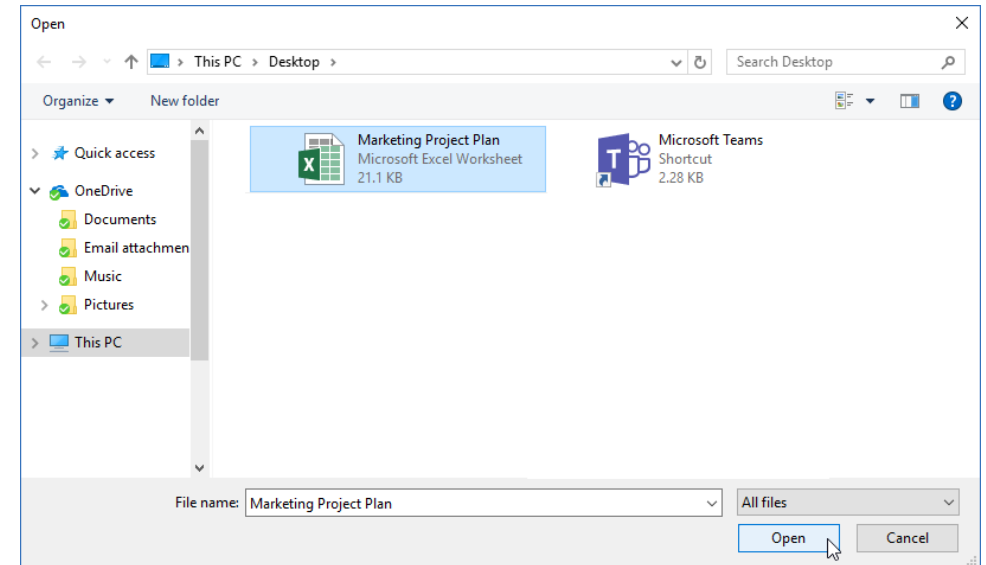 Open
This PC > Desktop >
Search Desktop
Organize
New folder
Quick access
OneDrive
Documents
Email attachmen
Music
Pictures
This PC
Marketing Project Plan
Microsoft Excel Worksheet
21.1 KB
Microsoft Teams
Shortcut
2.28 KB
File name: Marketing Project Plan
All files
Open
Cancel